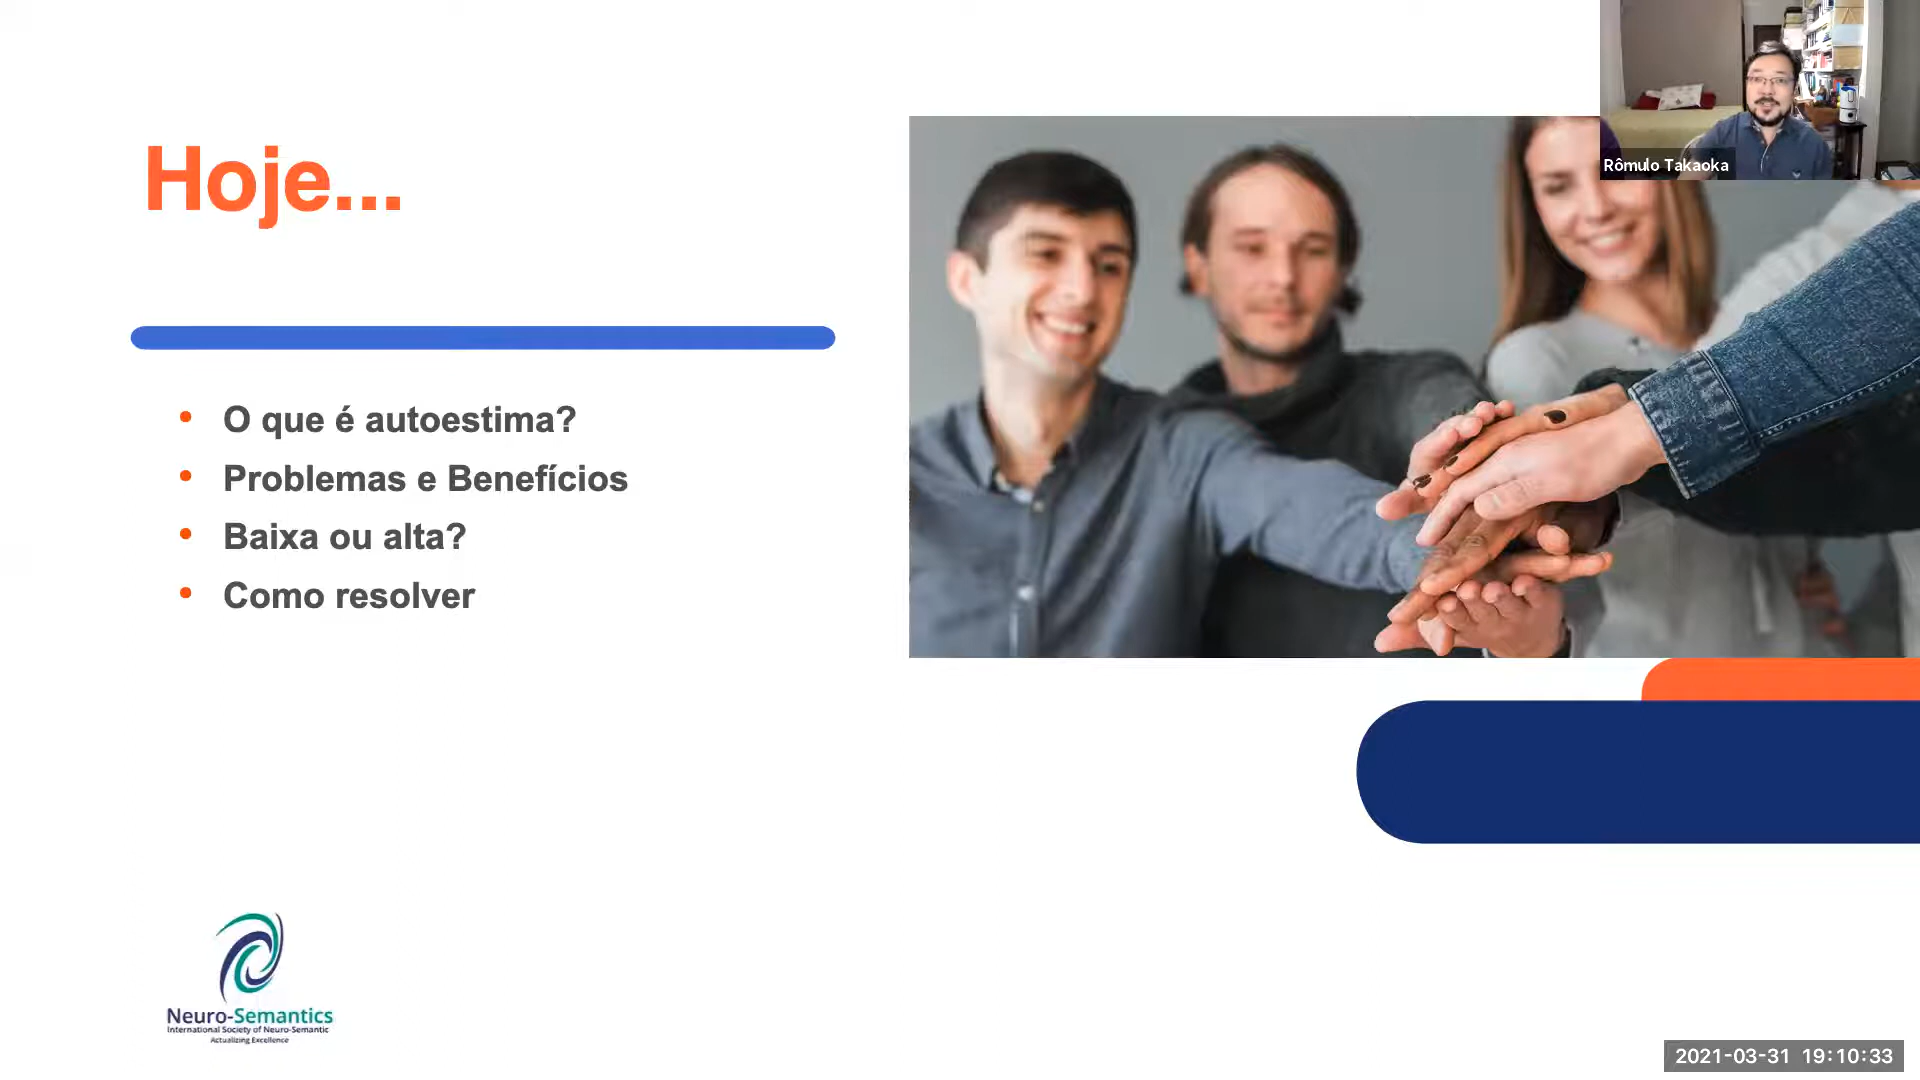 Hoje...
O que é autoestima?
Problemas e Benefícios
Baixa ou alta?
Como resolver
Rômulo Takaoka
Neuro-Semantics
International Society of Neuro-Semantic
Actualizing Excellence
2021-03-31 19:10:33